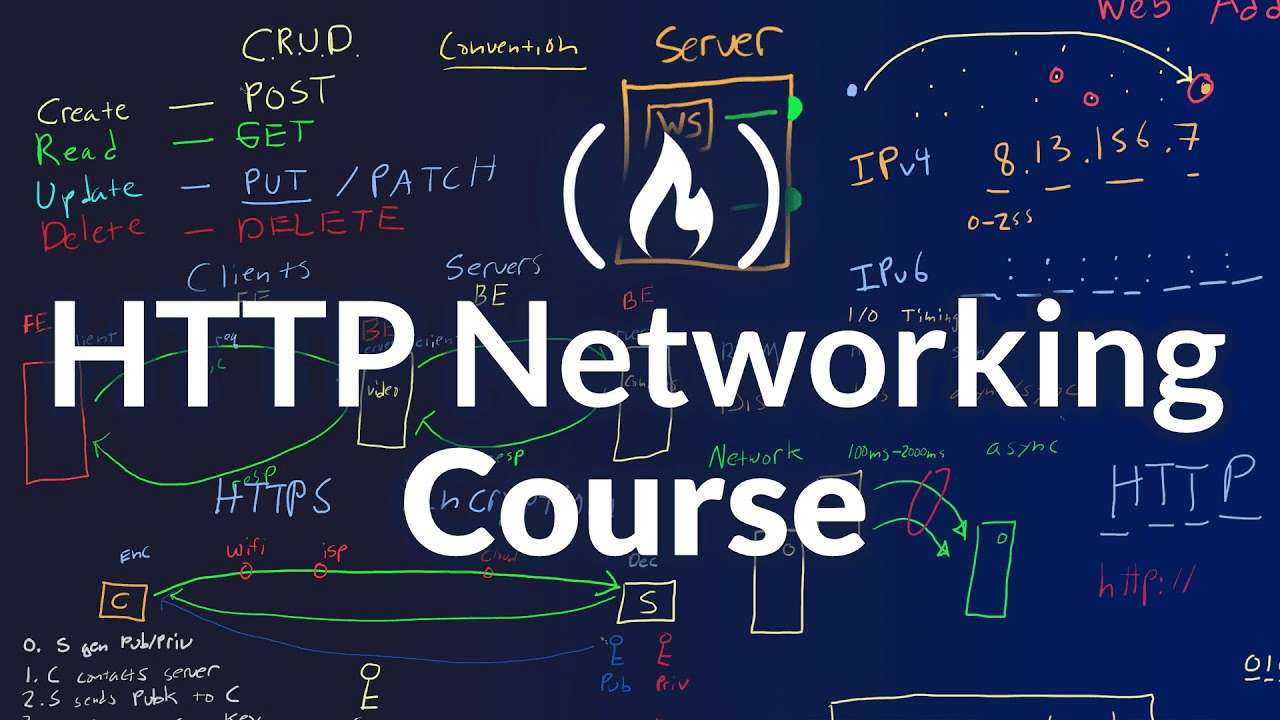 Web Add
C.R.U.D.
Convention
Server
Create — POST
Read — GET
Update — PUT / PATCH
Delete — DELETE
WS
IPv4 8.13.156.7
0-255
IPv6
Clients
FE
Servers
BE
BE
FE
HTTP Networking
Course
I/O Timing
req
client
video
resp
resp
Network 100ms-2000ms async
HTTPS
Encryption
HTTP
http://
Enc
wifi
isp
Cloud
Dec
C
S
0. S gen Pub/Priv
1. C contacts server
2. S sends PubK to C
Key
Pub
Priv